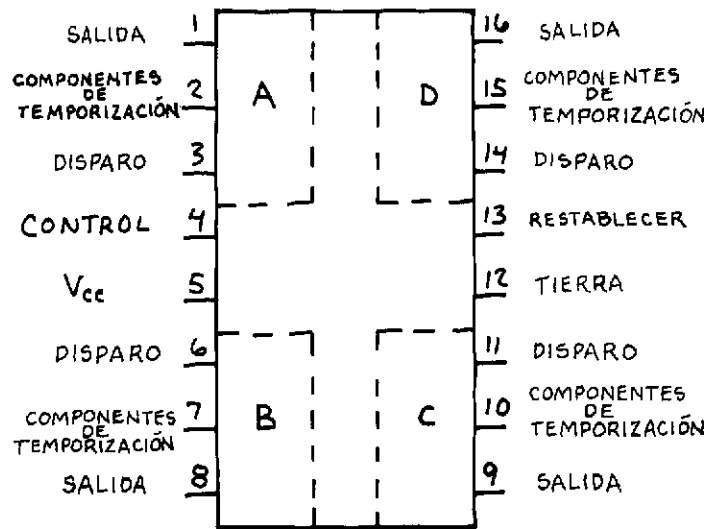 SALIDA 1
COMPONENTES
DE
TEMPORIZACIÓN 2
DISPARO 3
CONTROL 4
Vcc 5
DISPARO 6
COMPONENTES
DE
TEMPORIZACIÓN 7
SALIDA 8
A
B
D
C
16 SALIDA
15 COMPONENTES
DE
TEMPORIZACIÓN
14 DISPARO
13 RESTABLECER
12 TIERRA
11 DISPARO
10 COMPONENTES
DE
TEMPORIZACIÓN
9 SALIDA